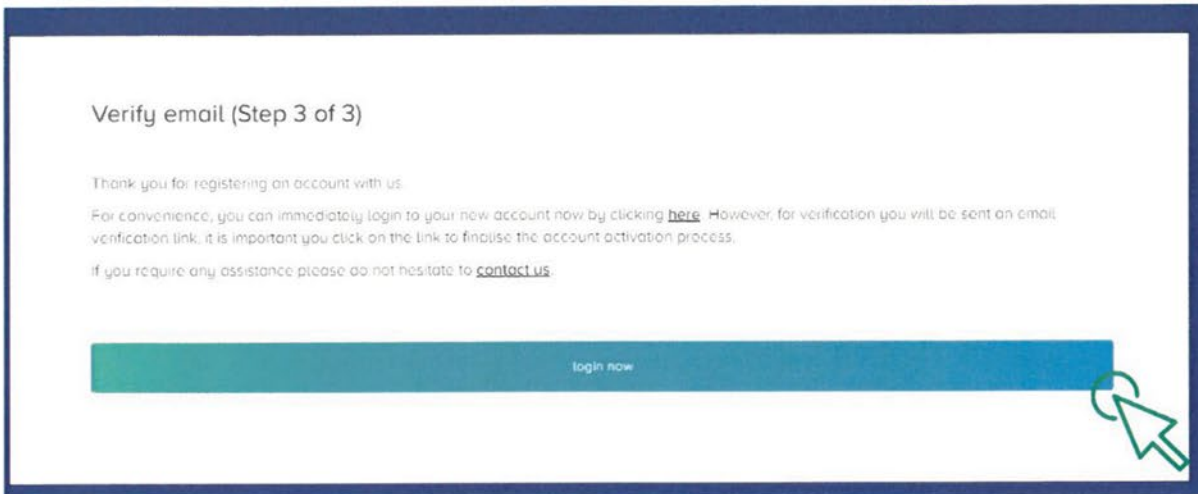 Verify email (Step 3 of 3)
Thank you for registering an account with us.
For convenience, you can immediately login to your new account now by clicking here. However, for verification you will be sent an email
verification link, it is important you click on the link to finalise the account activation process.
If you require any assistance please do not hesitate to contact us.
login now